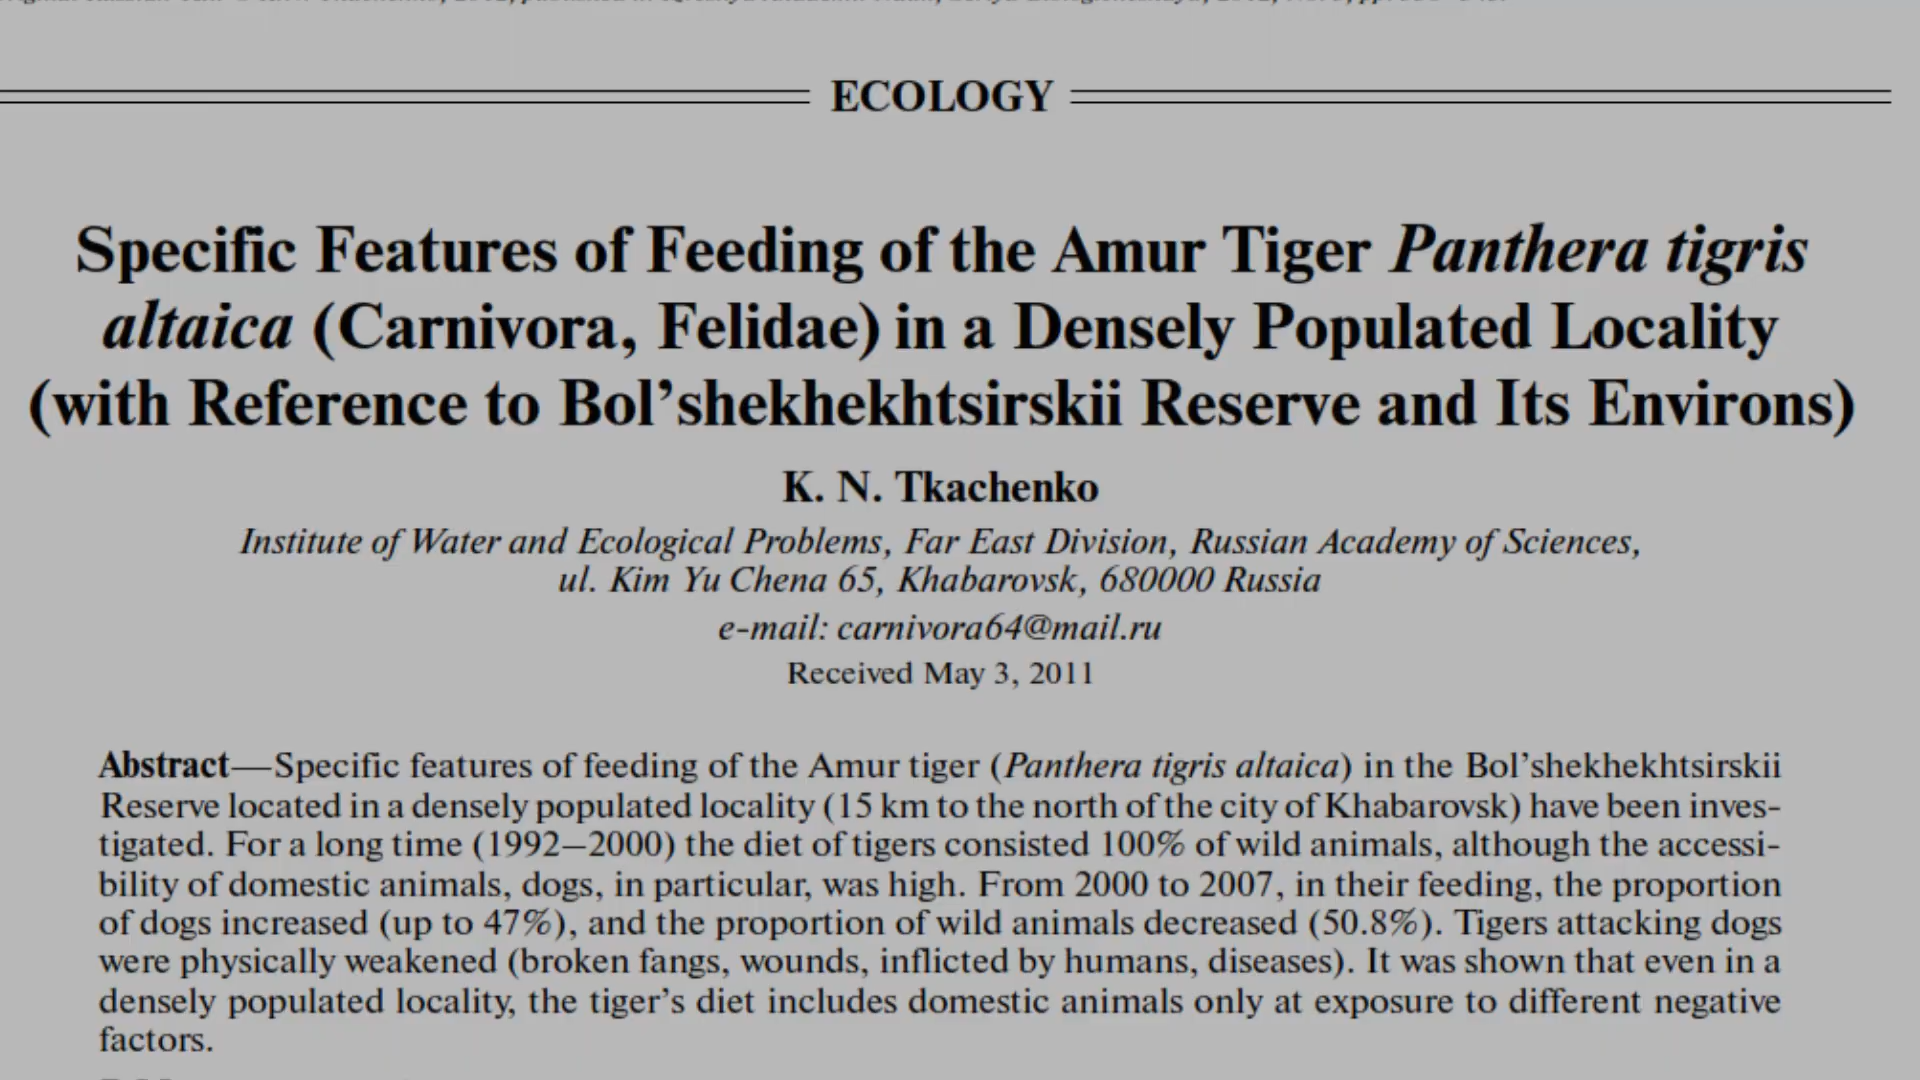 ECOLOGY
Specific Features of Feeding of the Amur Tiger Panthera tigris
altaica (Carnivora, Felidae) in a Densely Populated Locality
(with Reference to Bol’shekhekhtsirskii Reserve and Its Environs)
K. N. Tkachenko
Institute of Water and Ecological Problems, Far East Division, Russian Academy of Sciences,
ul. Kim Yu Chena 65, Khabarovsk, 680000 Russia
e-mail: carnivora64@mail.ru
Received May 3, 2011
Abstract—Specific features of feeding of the Amur tiger (Panthera tigris altaica) in the Bol’shekhekhtsirskii
Reserve located in a densely populated locality (15 km to the north of the city of Khabarovsk) have been inves-
tigated. For a long time (1992–2000) the diet of tigers consisted 100% of wild animals, although the accessi-
bility of domestic animals, dogs, in particular, was high. From 2000 to 2007, in their feeding, the proportion
of dogs increased (up to 47%), and the proportion of wild animals decreased (50.8%). Tigers attacking dogs
were physically weakened (broken fangs, wounds, inflicted by humans, diseases). It was shown that even in a
densely populated locality, the tiger’s diet includes domestic animals only at exposure to different negative
factors.